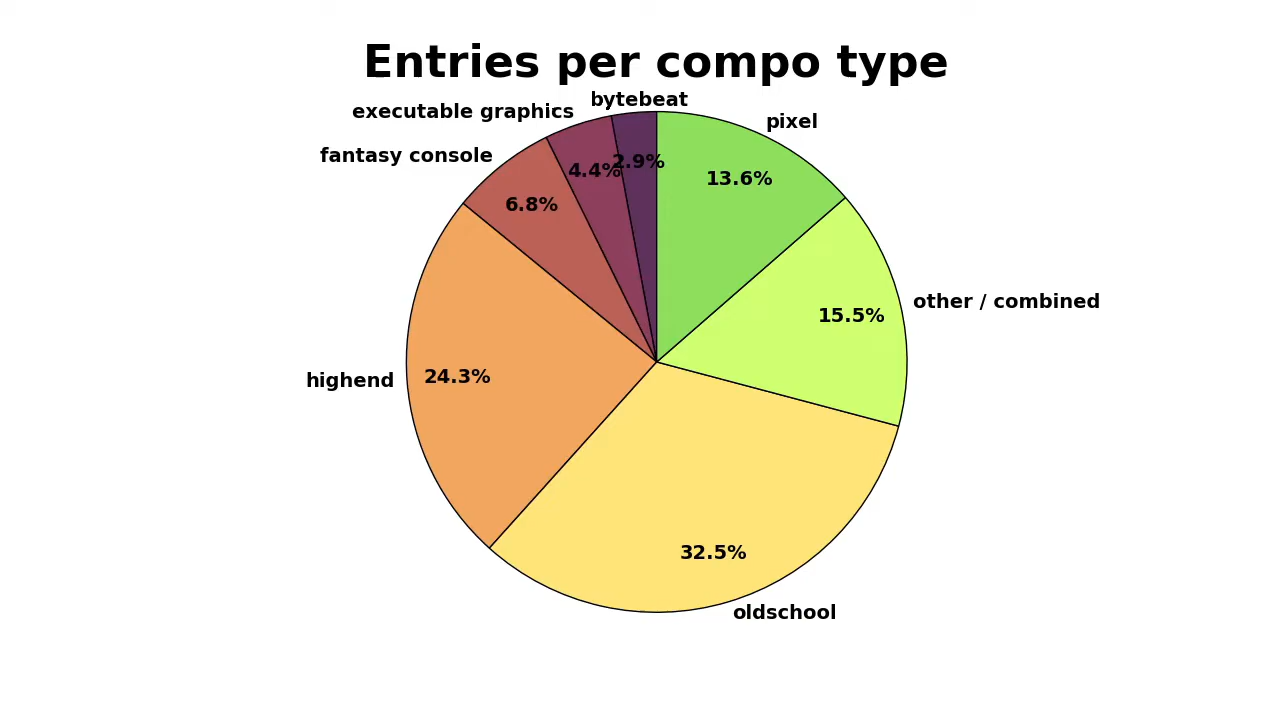 Entries per compo type
bytebeat
executable graphics
pixel
fantasy console
2.9%
4.4%
13.6%
6.8%
other / combined
15.5%
highend
24.3%
32.5%
oldschool